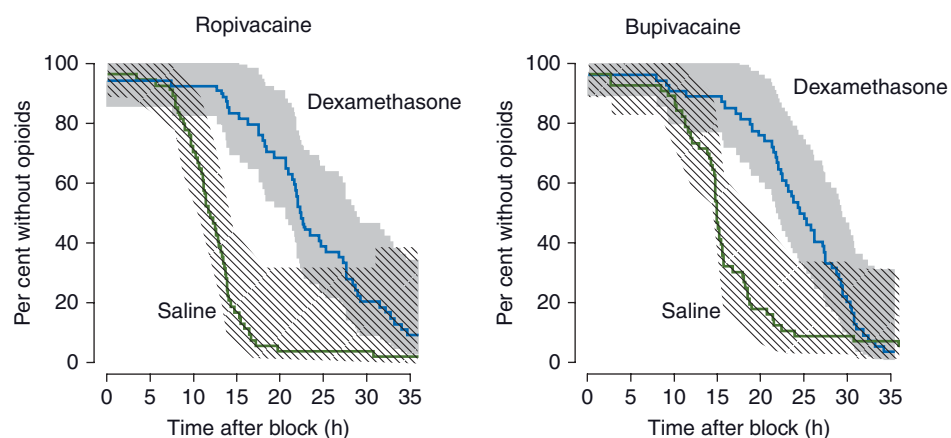 Ropivacaine
Bupivacaine
100
80
60
40
20
0
Per cent without opioids
Dexamethasone
Saline
0 5 10 15 20 25 30 35
Time after block (h)
100
80
60
40
20
0
Per cent without opioids
Dexamethasone
Saline
0 5 10 15 20 25 30 35
Time after block (h)